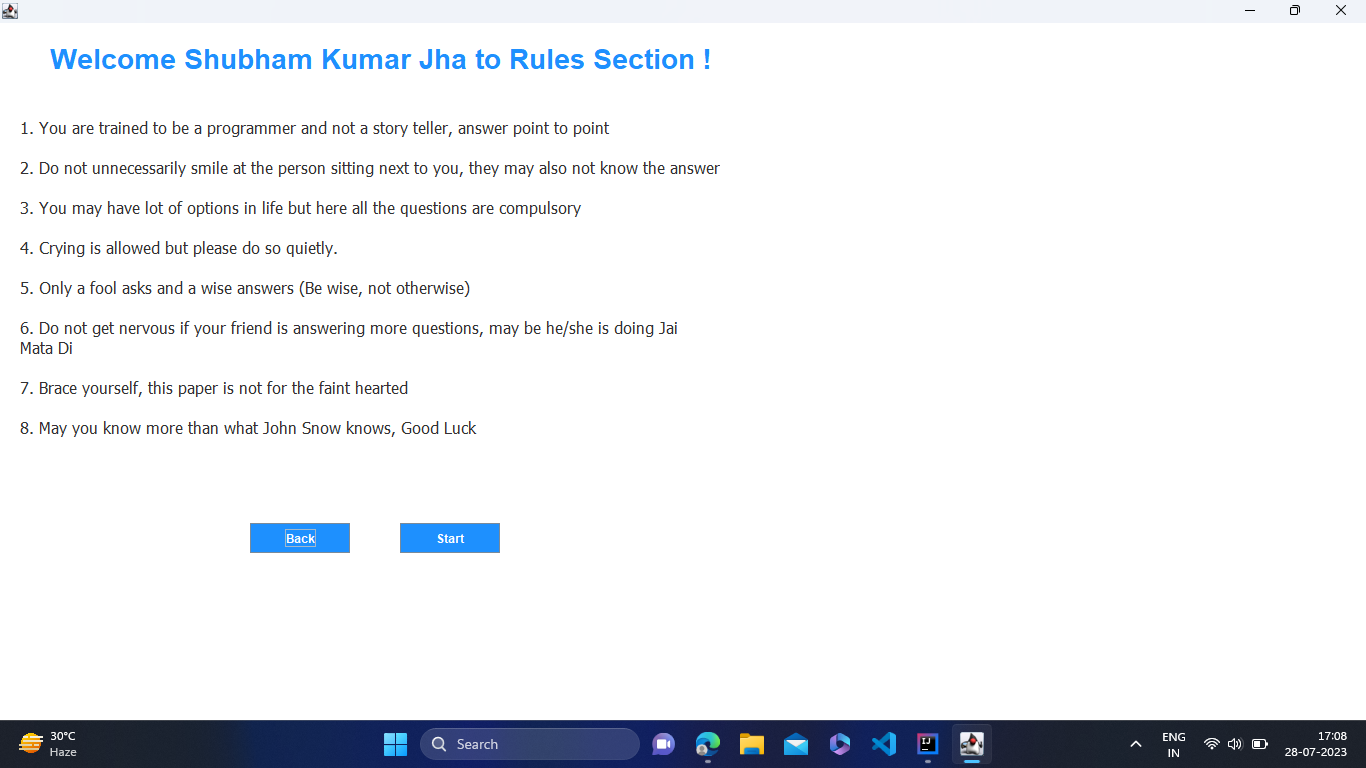 Welcome Shubham Kumar Jha to Rules Section !
1. You are trained to be a programmer and not a story teller, answer point to point
2. Do not unnecessarily smile at the person sitting next to you, they may also not know the answer
3. You may have lot of options in life but here all the questions are compulsory
4. Crying is allowed but please do so quietly.
5. Only a fool asks and a wise answers (Be wise, not otherwise)
6. Do not get nervous if your friend is answering more questions, may be he/she is doing Jai
Mata Di
7. Brace yourself, this paper is not for the faint hearted
8. May you know more than what John Snow knows, Good Luck
Back Start
30°C
Haze
Search
IJ
ENG
IN
17:08
28-07-2023